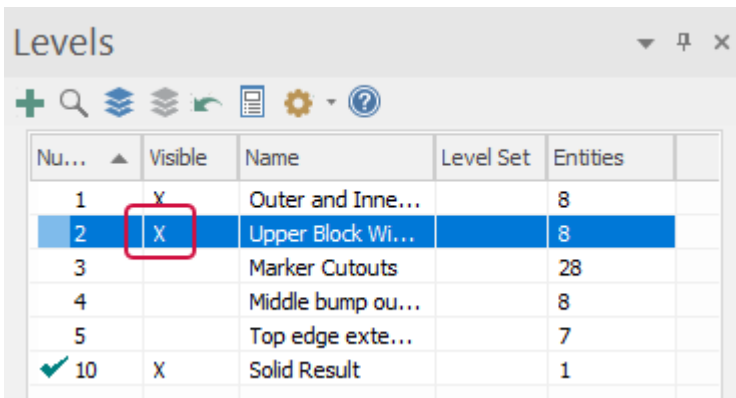 Levels
Nu... Visible Name Level Set Entities
1 X Outer and Inne... 8
2 X Upper Block Wi... 8
3 Marker Cutouts 28
4 Middle bump ou... 8
5 Top edge exte... 7
10 X Solid Result 1